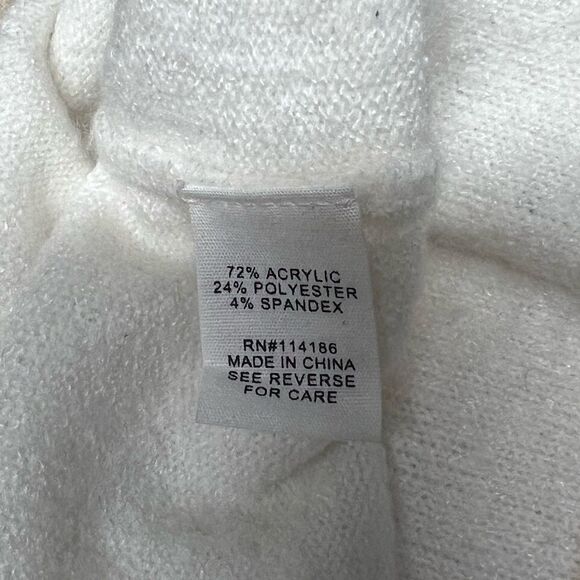 72% ACRYLIC
24% POLYESTER
4% SPANDEX
RN#114186
MADE IN CHINA
SEE REVERSE
FOR CARE